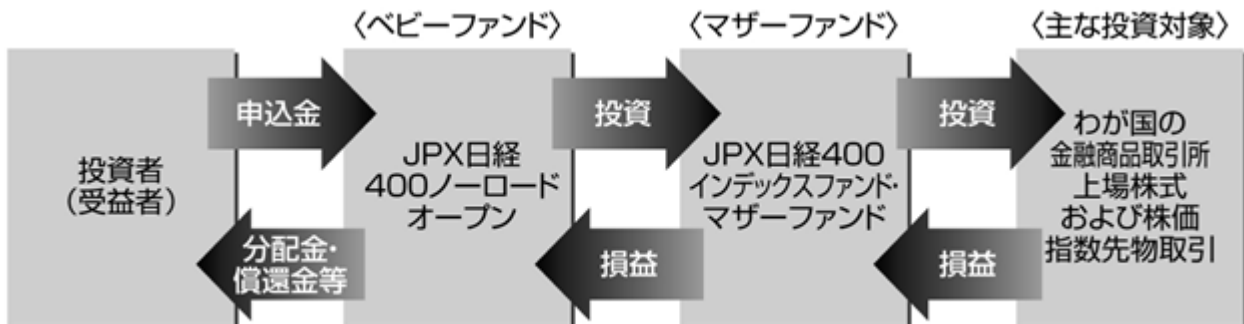 〈ベビーファンド〉
〈マザーファンド〉
〈主な投資対象〉
投資者
(受益者)
申込金
分配金・
償還金等
JPX日経
400ノーロード
オープン
投資
損益
JPX日経400
インデックスファンド・
マザーファンド
投資
損益
わが国の
金融商品取引所
上場株式
および株価
指数先物取引